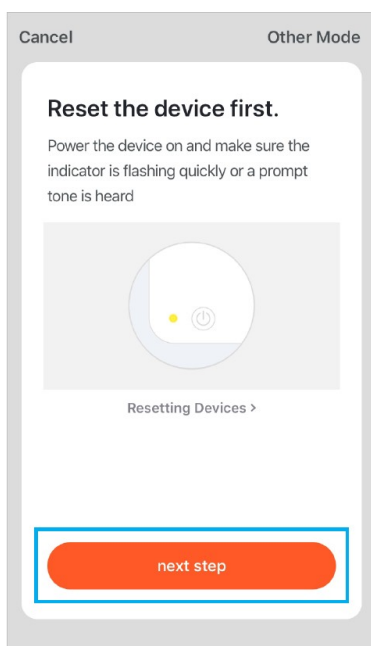 Cancel Other Mode
Reset the device first.
Power the device on and make sure the
indicator is flashing quickly or a prompt
tone is heard
Resetting Devices >
next step